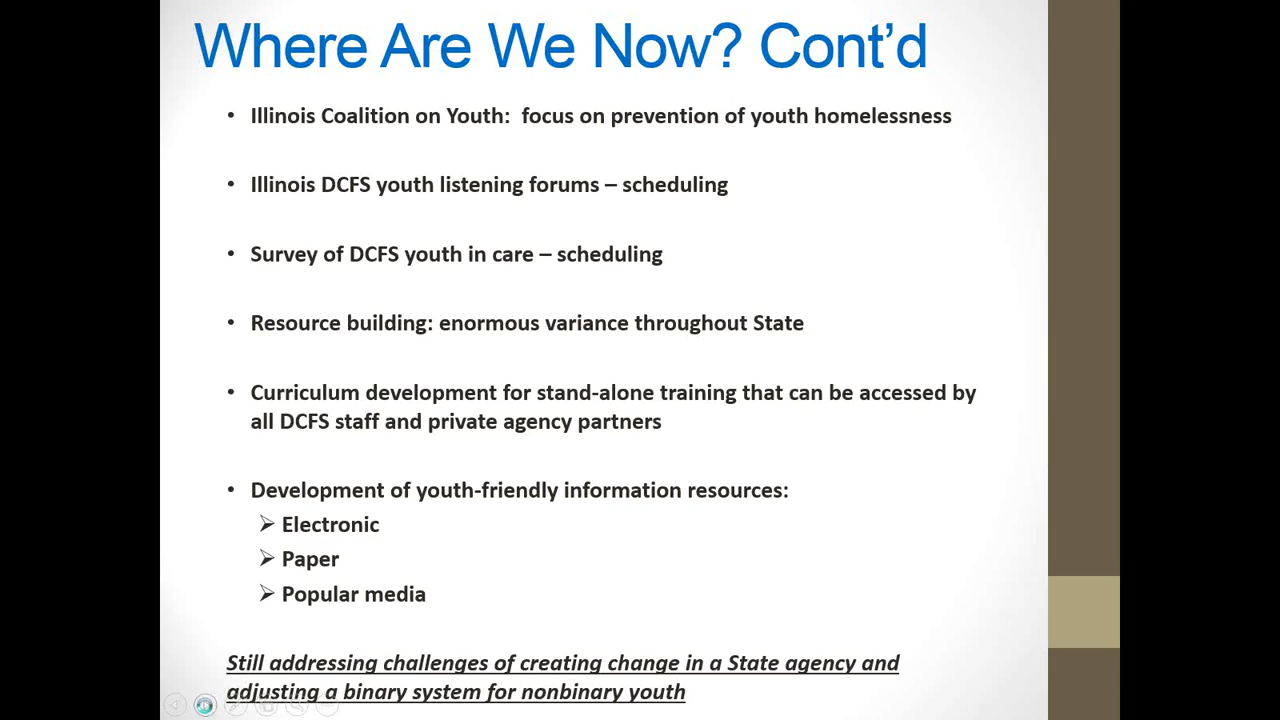 Where Are We Now? Cont’d
• Illinois Coalition on Youth:  focus on prevention of youth homelessness
• Illinois DCFS youth listening forums – scheduling
• Survey of DCFS youth in care – scheduling
• Resource building: enormous variance throughout State
• Curriculum development for stand-alone training that can be accessed by
all DCFS staff and private agency partners
• Development of youth-friendly information resources:
➢ Electronic
➢ Paper
➢ Popular media
Still addressing challenges of creating change in a State agency and
adjusting a binary system for nonbinary youth